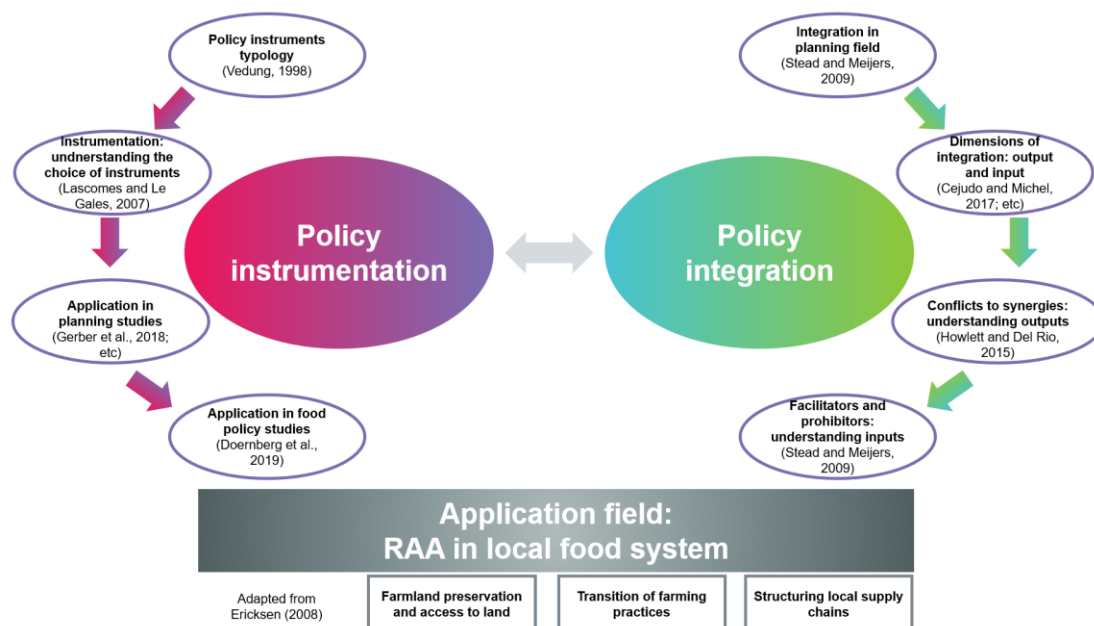 Policy instruments
typology
(Vedung, 1998)
Instrumentation:
undnerstanding the
choice of instruments
(Lascomes and Le
Gales, 2007)
Application in
planning studies
(Gerber et al., 2018;
etc)
Application in food
policy studies
(Doernberg et al.,
2019)
Policy
instrumentation
Policy
integration
Integration in
planning field
(Stead and Meijers,
2009)
Dimensions of
integration: output
and input
(Cejudo and Michel,
2017; etc)
Conflicts to synergies:
understanding outputs
(Howlett and Del Rio,
2015)
Facilitators and
prohibitors:
understanding inputs
(Stead and Meijers,
2009)
Application field:
RAA in local food system
Adapted from
Ericksen (2008)
Farmland preservation
and access to land
Transition of farming
practices
Structuring local supply
chains